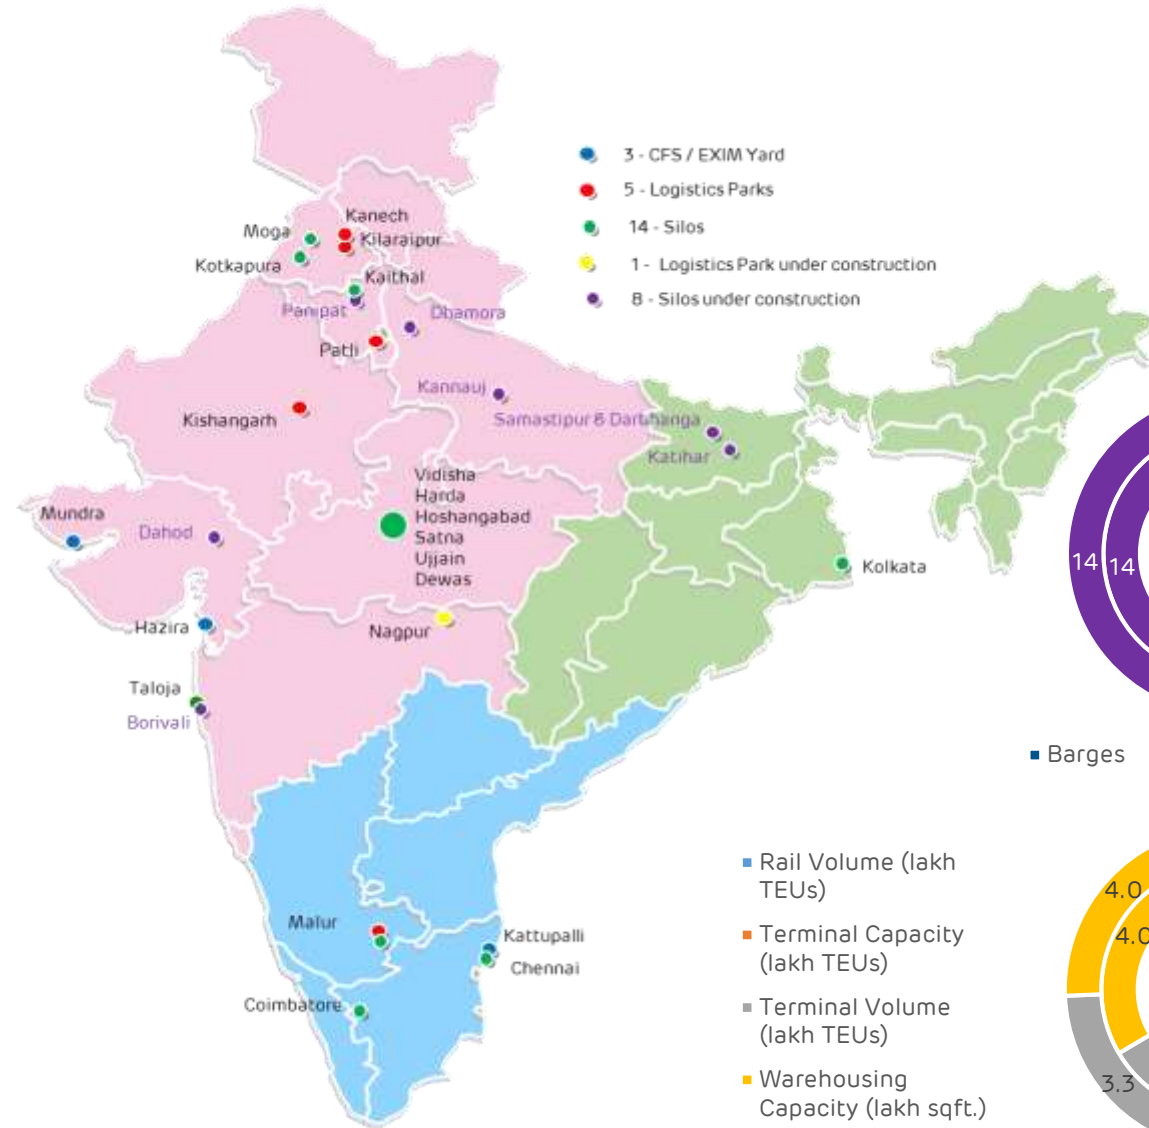 3 - CFS / EXIM Yard
5 - Logistics Parks
14 - Silos
1 - Logistics Park under construction
8 - Silos under construction
Kanech
Moga
Kilaraipur
Kotkapura
Kaithal
Panipat
Dhamora
Patli
Kannauj
Kishangarh
Samastipur & Darbhanga
Katihar
Vidisha
Harda
Hoshangabad
Satna
Ujjain
Dewas
Mundra
Dahod
Kolkata
14 14
Hazira
Nagpur
Taloja
Borivali
Barges
Rail Volume (lakh
TEUs)
4.0
4.0
Malur
Kattupalli
Terminal Capacity
(lakh TEUs)
Chennai
Coimbatore
Terminal Volume
(lakh TEUs)
Warehousing
Capacity (lakh sqft.)
3.3